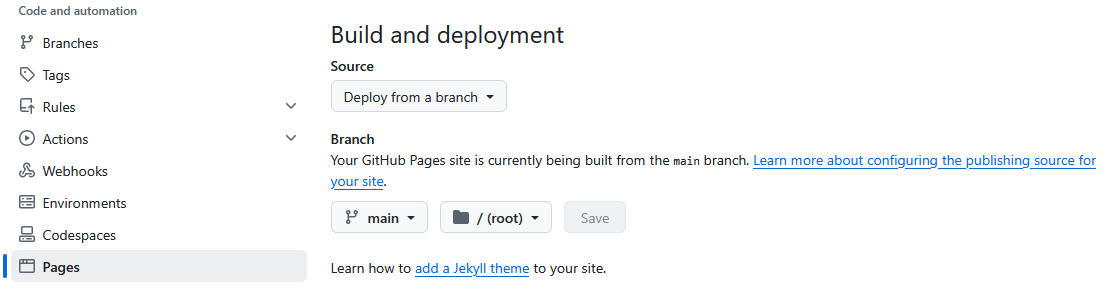 Code and automation
Branches
Tags
Rules
Actions
Webhooks
Environments
Codespaces
Pages
Build and deployment
Source
Deploy from a branch
Branch
Your GitHub Pages site is currently being built from the main branch. Learn more about configuring the publishing source for
your site.
main
/ (root)
Save
Learn how to add a Jekyll theme to your site.